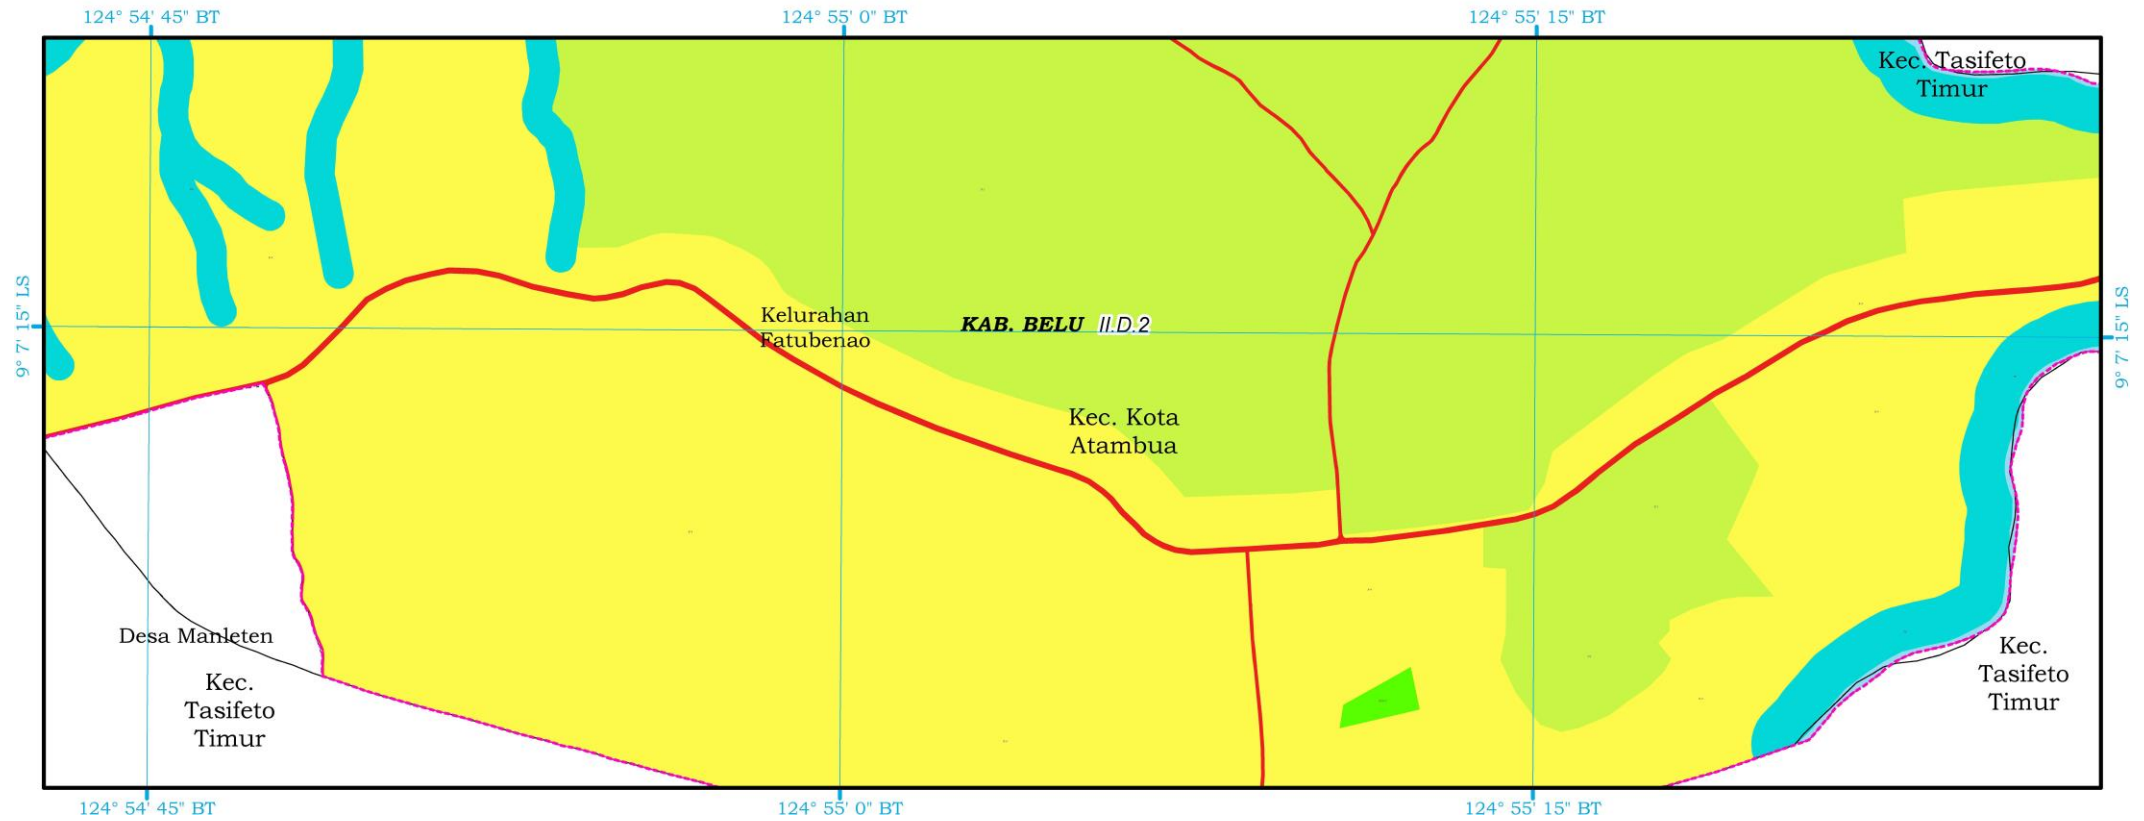 124° 54' 45" BT
124° 55' 0" BT
124° 55' 15" BT
Kec. Tasifeto
Timur
9° 7' 15" LS
9° 7' 15" LS
Kelurahan
Fatubenao
KAB. BELU II.D.2
Kec. Kota
Atambua
Desa Manleten
Kec.
Tasifeto
Timur
Kec.
Tasifeto
Timur
124° 54' 45" BT
124° 55' 0" BT
124° 55' 15" BT